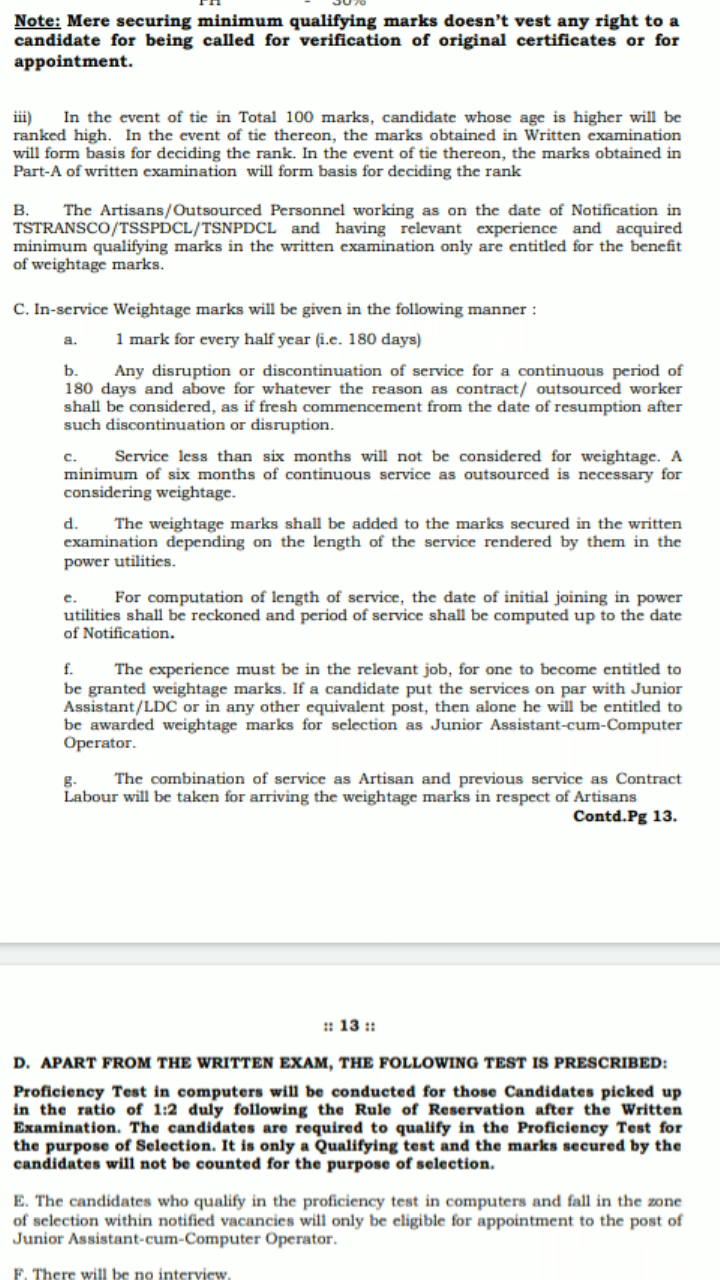 PH - 30%
Note: Mere securing minimum qualifying marks doesn't vest any right to a
candidate for being called for verification of original certificates or for
appointment.
iii) In the event of tie in Total 100 marks, candidate whose age is higher will be
ranked high. In the event of tie thereon, the marks obtained in Written examination
will form basis for deciding the rank. In the event of tie thereon, the marks obtained in
Part-A of written examination will form basis for deciding the rank
B. The Artisans/Outsourced Personnel working as on the date of Notification in
TSTRANSCO/TSSPDCL/TSNPDCL and having relevant experience and acquired
minimum qualifying marks in the written examination only are entitled for the benefit
of weightage marks.
C. In-service Weightage marks will be given in the following manner :
a. 1 mark for every half year (i.e. 180 days)
b. Any disruption or discontinuation of service for a continuous period of
180 days and above for whatever the reason as contract/ outsourced worker
shall be considered, as if fresh commencement from the date of resumption after
such discontinuation or disruption.
c. Service less than six months will not be considered for weightage. A
minimum of six months of continuous service as outsourced is necessary for
considering weightage.
d. The weightage marks shall be added to the marks secured in the written
examination depending on the length of the service rendered by them in the
power utilities.
e. For computation of length of service, the date of initial joining in power
utilities shall be reckoned and period of service shall be computed up to the date
of Notification.
f. The experience must be in the relevant job, for one to become entitled to
be granted weightage marks. If a candidate put the services on par with Junior
Assistant/LDC or in any other equivalent post, then alone he will be entitled to
be awarded weightage marks for selection as Junior Assistant-cum-Computer
Operator.
g. The combination of service as Artisan and previous service as Contract
Labour will be taken for arriving the weightage marks in respect of Artisans
Contd.Pg 13.
:: 13 ::
D. APART FROM THE WRITTEN EXAM, THE FOLLOWING TEST IS PRESCRIBED:
Proficiency Test in computers will be conducted for those Candidates picked up
in the ratio of 1:2 duly following the Rule of Reservation after the Written
Examination. The candidates are required to qualify in the Proficiency Test for
the purpose of Selection. It is only a Qualifying test and the marks secured by the
candidates will not be counted for the purpose of selection.
E. The candidates who qualify in the proficiency test in computers and fall in the zone
of selection within notified vacancies will only be eligible for appointment to the post of
Junior Assistant-cum-Computer Operator.
F. There will be no interview.